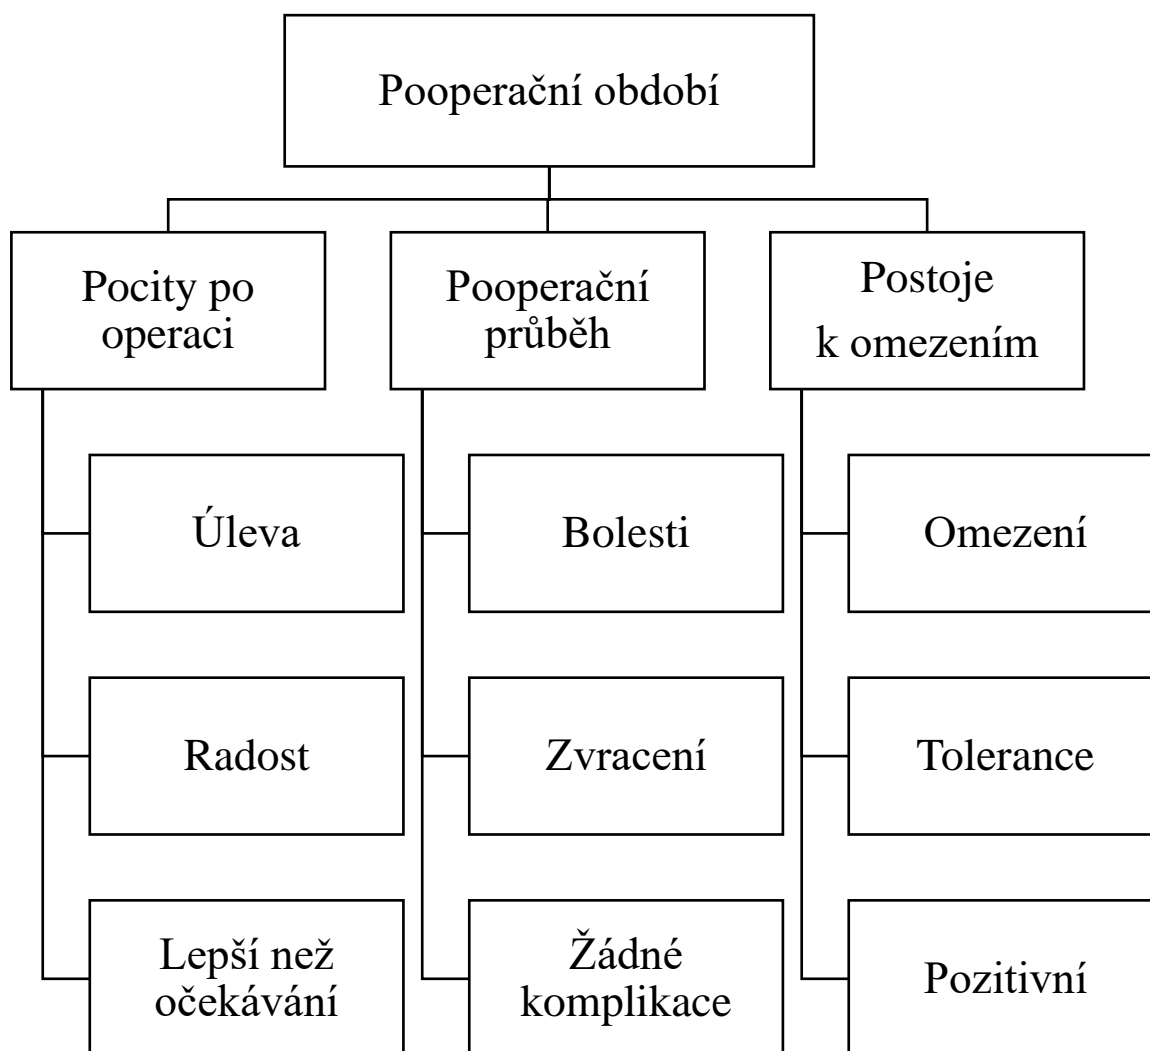 Pooperační období
Pocity po
operaci
Pooperační
průběh
Postoje
k omezením
Úleva
Bolesti
Omezení
Radost
Zvracení
Tolerance
Lepší než
očekávání
Žádné
komplikace
Pozitivní